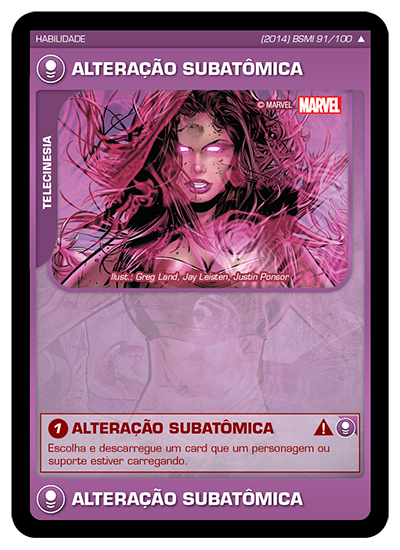 HABILIDADE
(2014) BSMI 91/100 ▲
ALTERAÇÃO SUBATÔMICA
© MARVEL MARVEL
TELECINESIA
Ilust.: Greg Land, Jay Leisten, Justin Ponsor
1 ALTERAÇÃO SUBATÔMICA
Escolha e descarregue um card que um personagem ou
suporte estiver carregando.
ALTERAÇÃO SUBATÔMICA